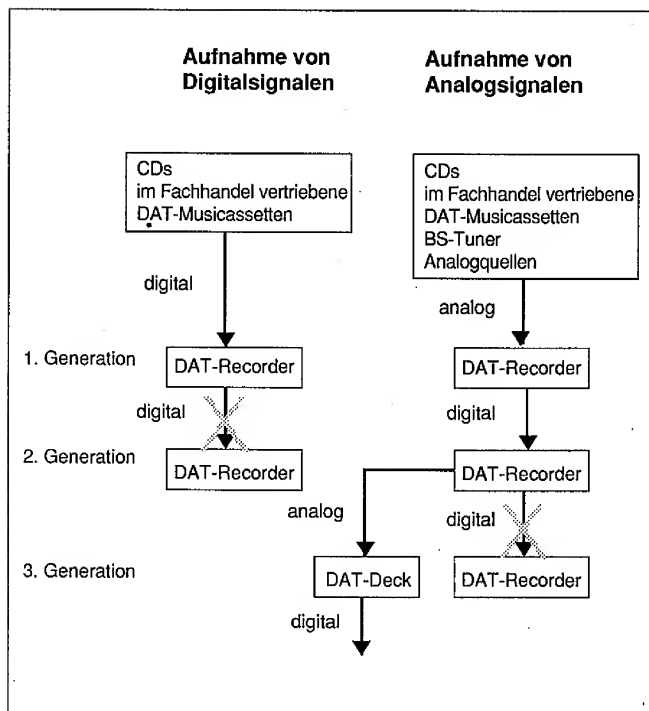 Aufnahme von
Digitalsignalen
Aufnahme von
Analogsignalen
CDs
im Fachhandel vertriebene
DAT-Musicassetten
CDs
im Fachhandel vertriebene
DAT-Musicassetten
BS-Tuner
Analogquellen
digital
analog
1. Generation
DAT-Recorder
DAT-Recorder
digital
digital
2. Generation
DAT-Recorder
DAT-Recorder
analog
digital
3. Generation
DAT-Deck
DAT-Recorder
digital